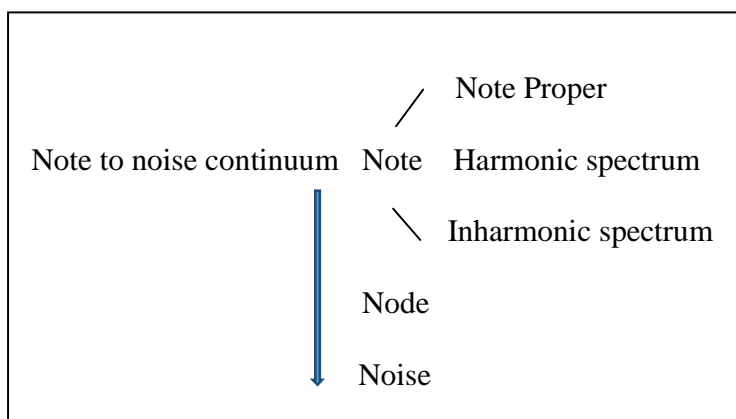 Note Proper
Note to noise continuum Note Harmonic spectrum
Inharmonic spectrum
Node
Noise